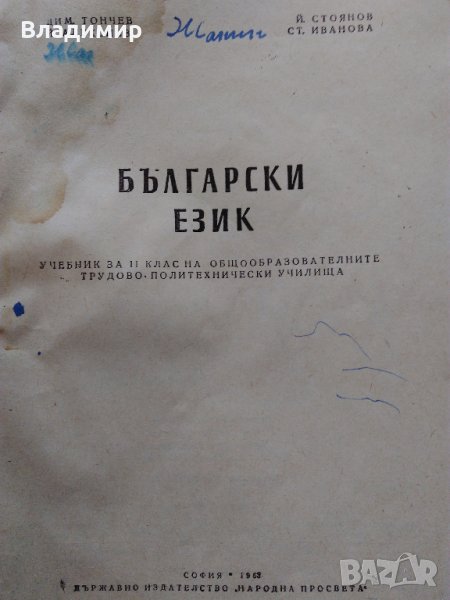 ДИМ. ТОНЧЕВ
Й. СТОЯНОВ
Владимир
СТ. ИВАНОВА
БЪЛГАРСКИ
ЕЗИК
УЧЕБНИК ЗА II КЛАС НА ОБЩООБРАЗОВАТЕЛНИТЕ
ТРУДОВО-ПОЛИТЕХНИЧЕСКИ УЧИЛИЩА
СОФИЯ • 1963
ДЪРЖАВНО ИЗДАТЕЛСТВО „НАРОДНА ПРОСВЕТА“
BAZAR